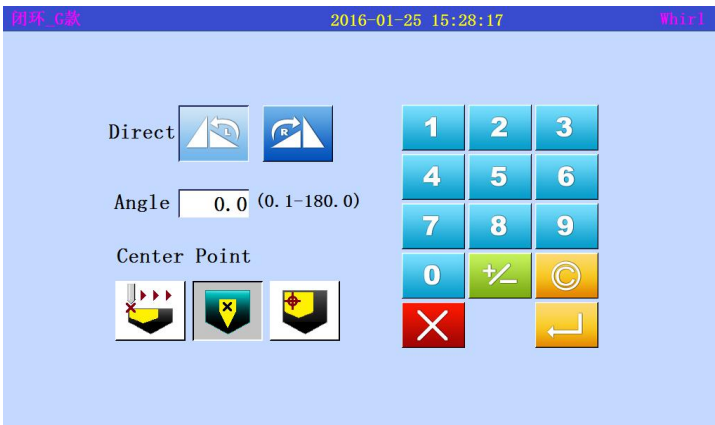 闭环_G款 2016-01-25 15:28:17 Whirl
Direct L R
Angle 0.0 (0.1-180.0)
Center Point
1 2 3
4 5 6
7 8 9
0 +/- ©